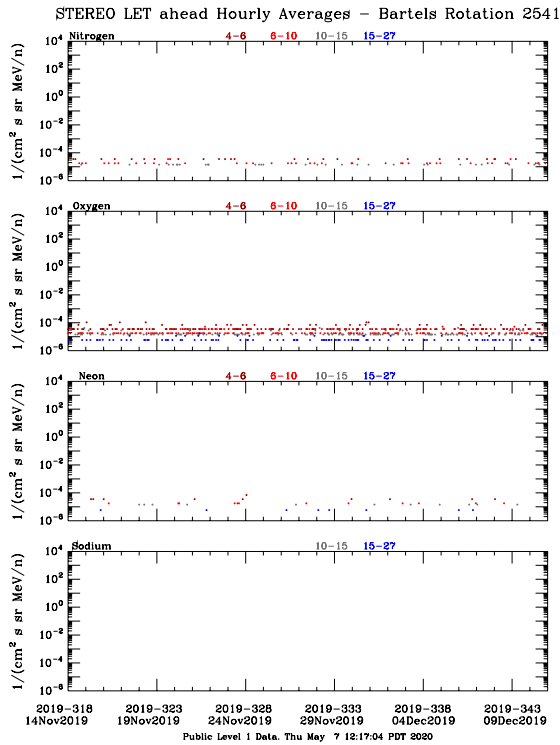 STEREO LET ahead Hourly Averages – Bartels Rotation 2541
Nitrogen 4–6 6–10 10–15 15–27
1/(cm² s sr MeV/n)
10⁴
10²
10⁰
10⁻²
10⁻⁴
10⁻⁶
Oxygen 4–6 6–10 10–15 15–27
1/(cm² s sr MeV/n)
10⁴
10²
10⁰
10⁻²
10⁻⁴
10⁻⁶
Neon 4–6 6–10 10–15 15–27
1/(cm² s sr MeV/n)
10⁴
10²
10⁰
10⁻²
10⁻⁴
10⁻⁶
Sodium 10–15 15–27
1/(cm² s sr MeV/n)
10⁴
10²
10⁰
10⁻²
10⁻⁴
10⁻⁶
2019–318 2019–323 2019–328 2019–333 2019–338 2019–343
14Nov2019 19Nov2019 24Nov2019 29Nov2019 04Dec2019 09Dec2019
Public Level 1 Data. Thu May 7 12:17:04 PDT 2020